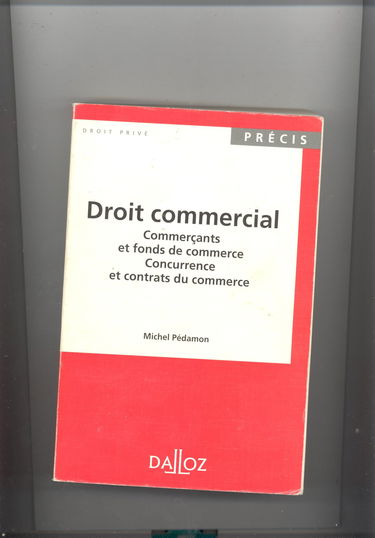 DROIT PRIVÉ
PRÉCIS
Droit commercial
Commerçants
et fonds de commerce
Concurrence
et contrats du commerce
Michel Pédamon
DALLOZ